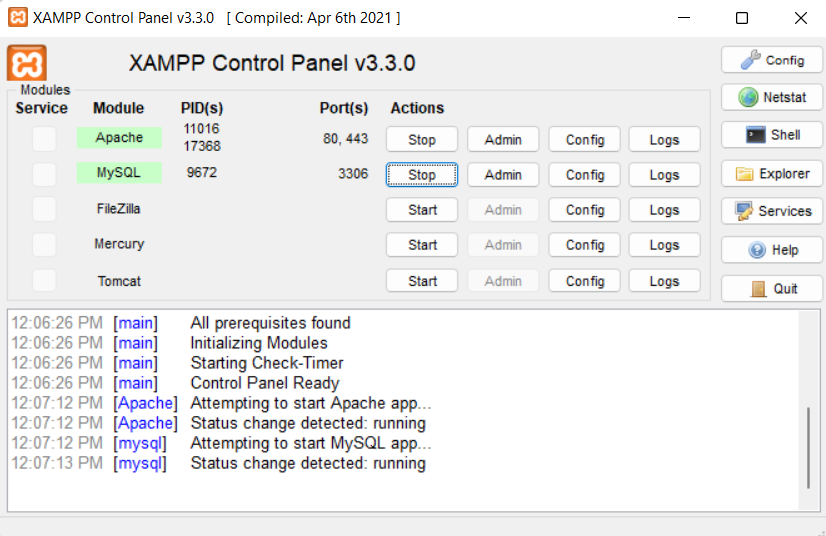 XAMPP Control Panel v3.3.0 [ Compiled: Apr 6th 2021 ]
XAMPP Control Panel v3.3.0
Config
Modules
Service Module PID(s) Port(s) Actions
Netstat
Apache 11016 17368 80, 443 Stop Admin Config Logs
Shell
MySQL 9672 3306 Stop Admin Config Logs
Explorer
FileZilla Start Admin Config Logs
Services
Mercury Start Admin Config Logs
Help
Tomcat Start Admin Config Logs
Quit
12:06:26 PM [main] All prerequisites found
12:06:26 PM [main] Initializing Modules
12:06:26 PM [main] Starting Check-Timer
12:06:26 PM [main] Control Panel Ready
12:07:12 PM [Apache] Attempting to start Apache app...
12:07:12 PM [Apache] Status change detected: running
12:07:12 PM [mysql] Attempting to start MySQL app...
12:07:13 PM [mysql] Status change detected: running